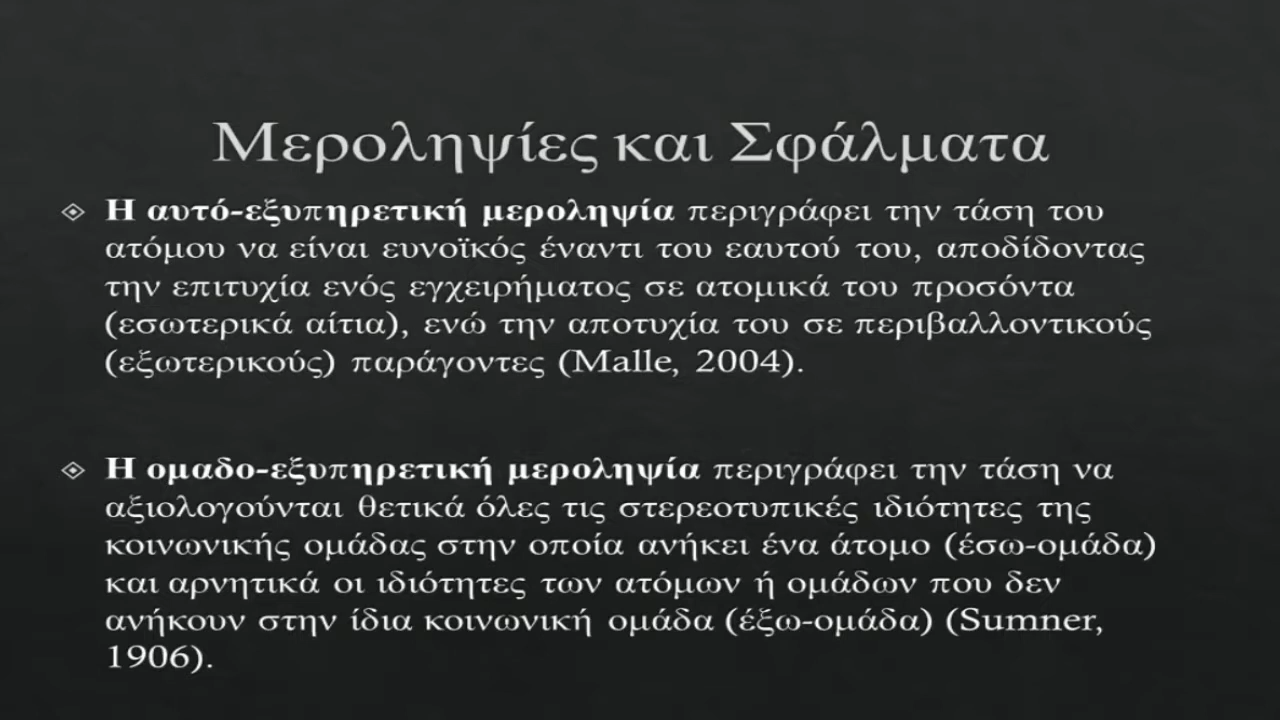 Μεροληψίες και Σφάλματα
Η αυτό-εξυπηρετική μεροληψία περιγράφει την τάση του
ατόμου να είναι ευνοϊκός έναντι του εαυτού του, αποδίδοντας
την επιτυχία ενός εγχειρήματος σε ατομικά του προσόντα
(εσωτερικά αίτια), ενώ την αποτυχία του σε περιβαλλοντικούς
(εξωτερικούς) παράγοντες (Malle, 2004).
Η ομαδο-εξυπηρετική μεροληψία περιγράφει την τάση να
αξιολογούνται θετικά όλες τις στερεοτυπικές ιδιότητες της
κοινωνικής ομάδας στην οποία ανήκει ένα άτομο (έσω-ομάδα)
και αρνητικά οι ιδιότητες των ατόμων ή ομάδων που δεν
ανήκουν στην ίδια κοινωνική ομάδα (έξω-ομάδα) (Sumner,
1906).